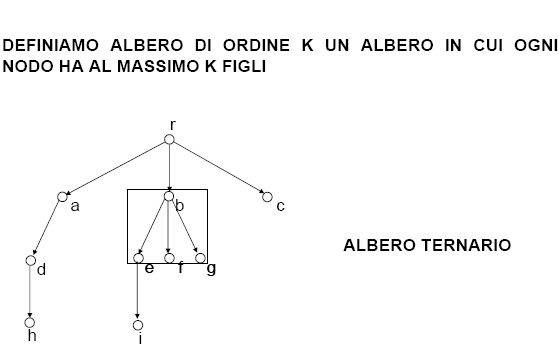 DEFINIAMO ALBERO DI ORDINE K UN ALBERO IN CUI OGNI
NODO HA AL MASSIMO K FIGLI
r
a
b
c
ALBERO TERNARIO
d
e
f
g
h
i